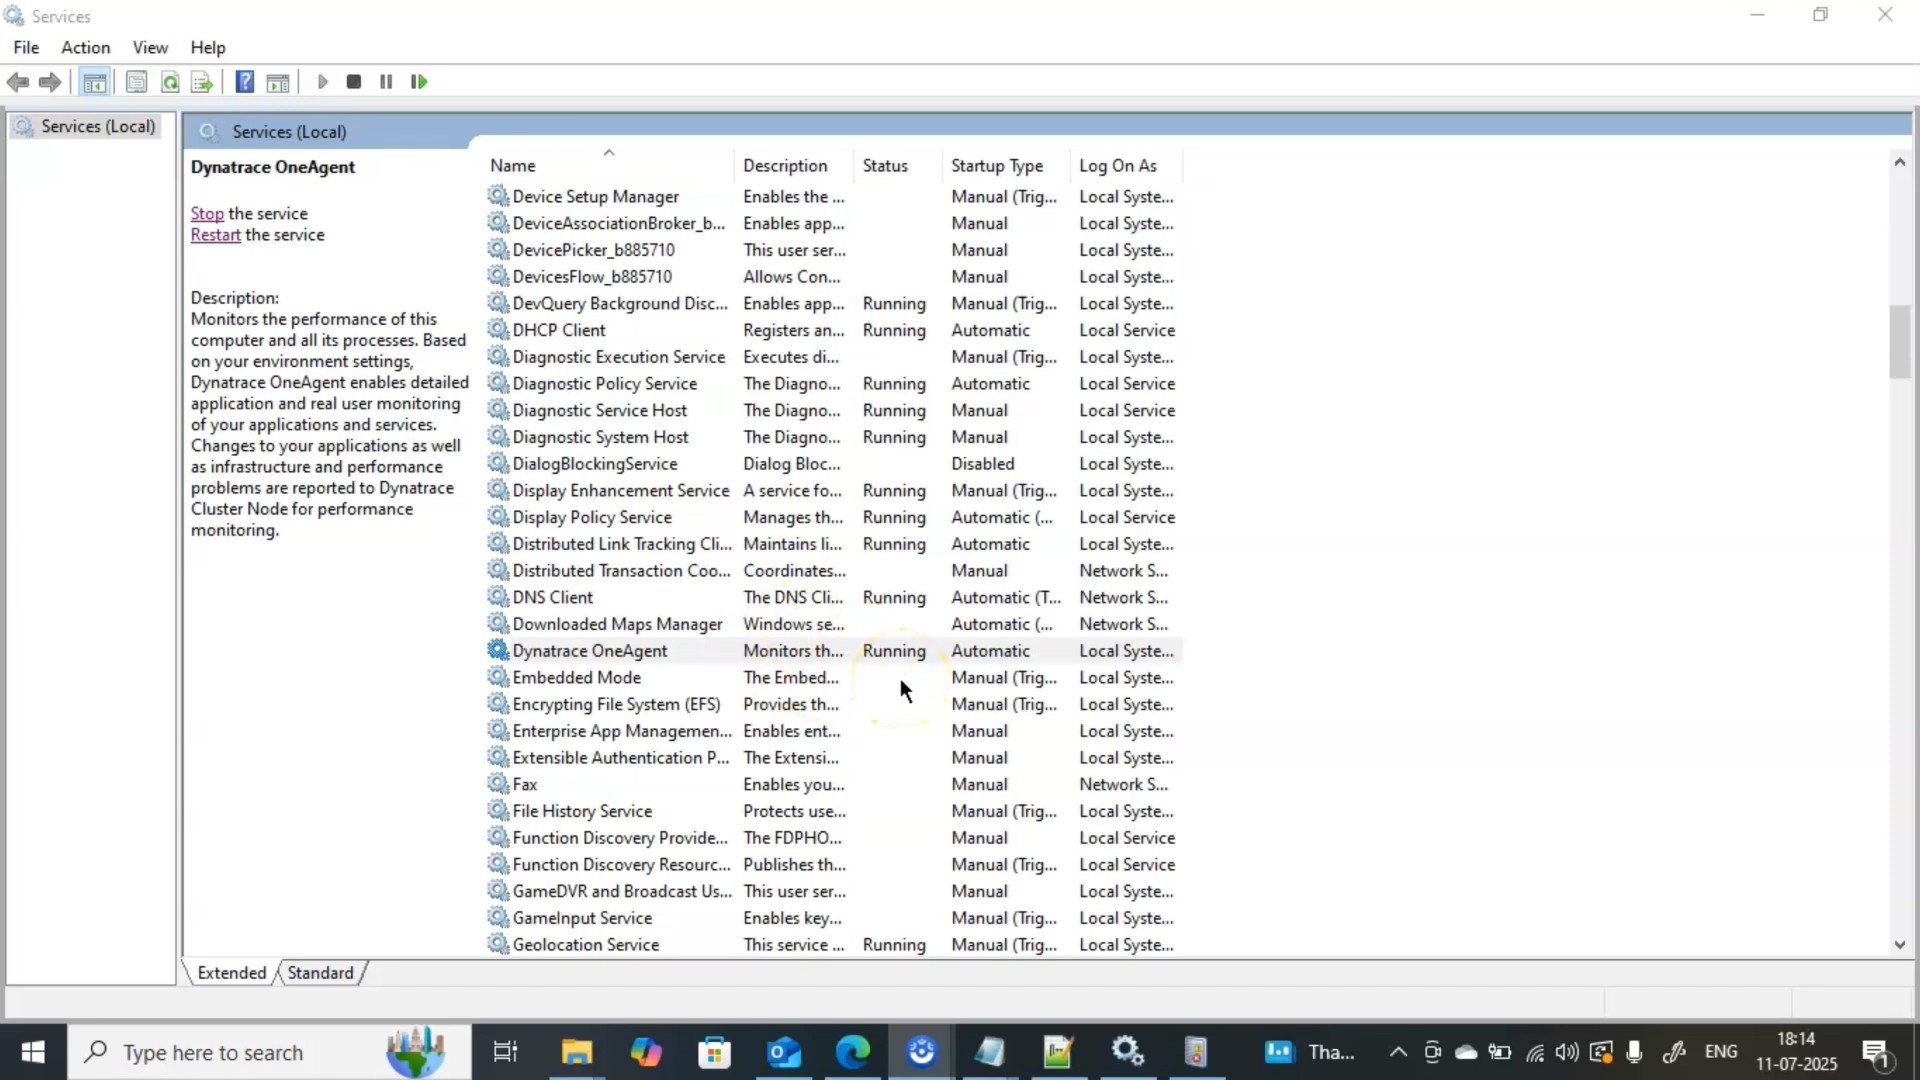 Services
File Action View Help
Services (Local)
Services (Local)
Dynatrace OneAgent
Stop the service
Restart the service
Description:
Monitors the performance of this
computer and all its processes. Based
on your environment settings,
Dynatrace OneAgent enables detailed
application and real user monitoring
of your applications and services.
Changes to your applications as well
as infrastructure and performance
problems are reported to Dynatrace
Cluster Node for performance
monitoring.
Name Description Status Startup Type Log On As
Device Setup Manager Enables the ... Manual (Trig... Local Syste...
DeviceAssociationBroker_b... Enables app... Manual Local Syste...
DevicePicker_b885710 This user ser... Manual Local Syste...
DevicesFlow_b885710 Allows Con... Manual Local Syste...
DevQuery Background Disc... Enables app... Running Manual (Trig... Local Syste...
DHCP Client Registers an... Running Automatic Local Service
Diagnostic Execution Service Executes di... Manual (Trig... Local Syste...
Diagnostic Policy Service The Diagno... Running Automatic Local Service
Diagnostic Service Host The Diagno... Running Manual Local Service
Diagnostic System Host The Diagno... Running Manual Local Syste...
DialogBlockingService Dialog Bloc... Disabled Local Syste...
Display Enhancement Service A service fo... Running Manual (Trig... Local Syste...
Display Policy Service Manages th... Running Automatic (... Local Service
Distributed Link Tracking Cli... Maintains li... Running Automatic Local Syste...
Distributed Transaction Coo... Coordinates... Manual Network S...
DNS Client The DNS Cli... Running Automatic (T... Network S...
Downloaded Maps Manager Windows se... Automatic (... Network S...
Dynatrace OneAgent Monitors th... Running Automatic Local Syste...
Embedded Mode The Embed... Manual (Trig... Local Syste...
Encrypting File System (EFS) Provides th... Manual (Trig... Local Syste...
Enterprise App Managemen... Enables ent... Manual Local Syste...
Extensible Authentication P... The Extensi... Manual Local Syste...
Fax Enables you... Manual Network S...
File History Service Protects use... Manual (Trig... Local Syste...
Function Discovery Provide... The FDPHO... Manual Local Service
Function Discovery Resourc... Publishes th... Manual (Trig... Local Service
GameDVR and Broadcast Us... This user ser... Manual Local Syste...
GameInput Service Enables key... Manual (Trig... Local Syste...
Geolocation Service This service ... Running Manual (Trig... Local Syste...
Extended Standard
Type here to search
Tha...
ENG
18:14
11-07-2025
1